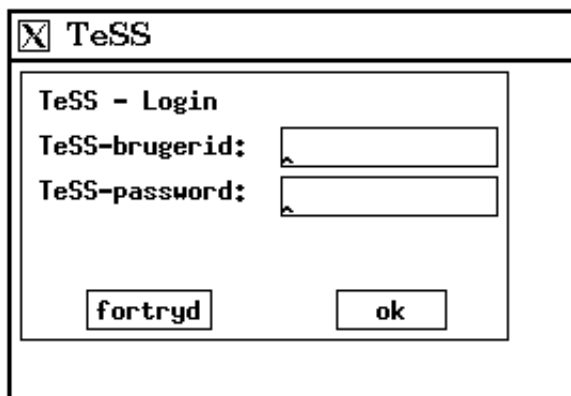 TeSS
TeSS - Login
TeSS-brugerid:
TeSS-password:
fortryd ok